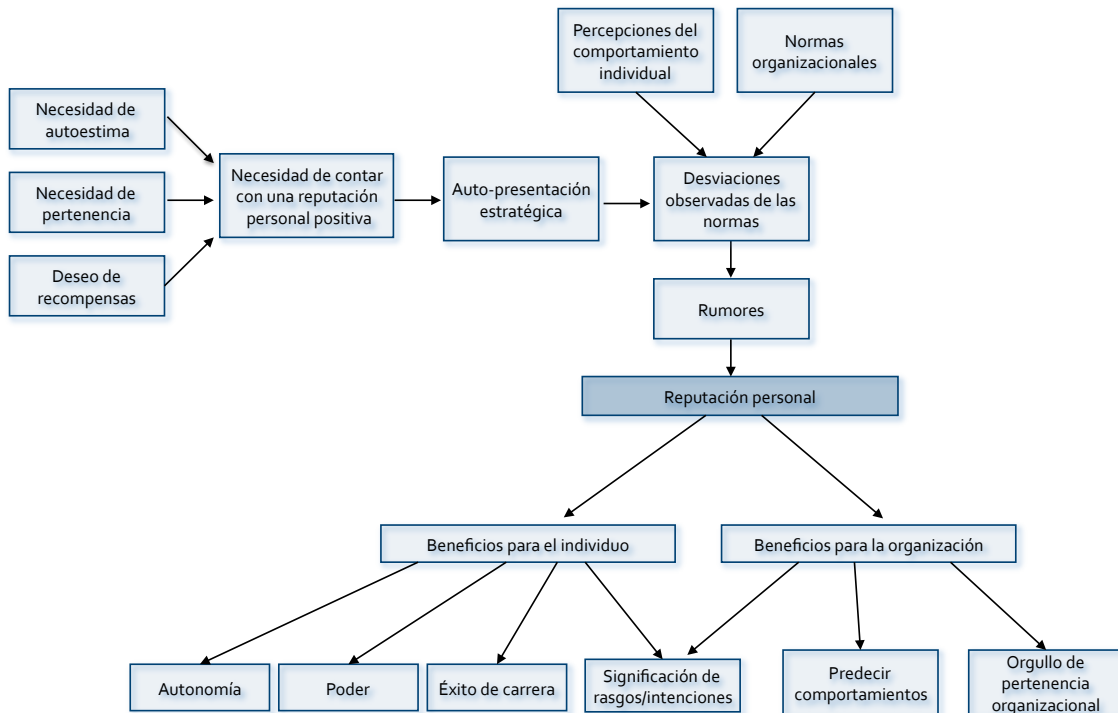 Percepciones del
comportamiento
individual
Normas
organizacionales
Necesidad de
autoestima
Necesidad de
pertenencia
Deseo de
recompensas
Necesidad de contar
con una reputación
personal positiva
Auto-presentación
estratégica
Desviaciones
observadas de las
normas
Rumores
Reputación personal
Beneficios para el individuo
Beneficios para la organización
Autonomía
Poder
Éxito de carrera
Significación de
rasgos/intenciones
Predecir
comportamientos
Orgullo de
pertenencia
organizacional